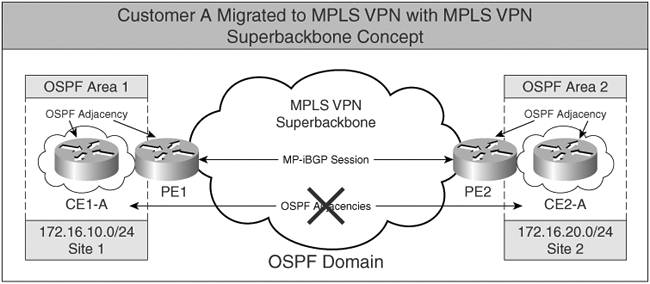 Customer A Migrated to MPLS VPN with MPLS VPN
Superbackbone Concept
OSPF Area 1
OSPF Area 2
OSPF Adjacency
OSPF Adjacency
MPLS VPN
Superbackbone
MP-iBGP Session
CE1-A
PE1
PE2
CE2-A
OSPF Adjacencies
172.16.10.0/24
Site 1
172.16.20.0/24
Site 2
OSPF Domain